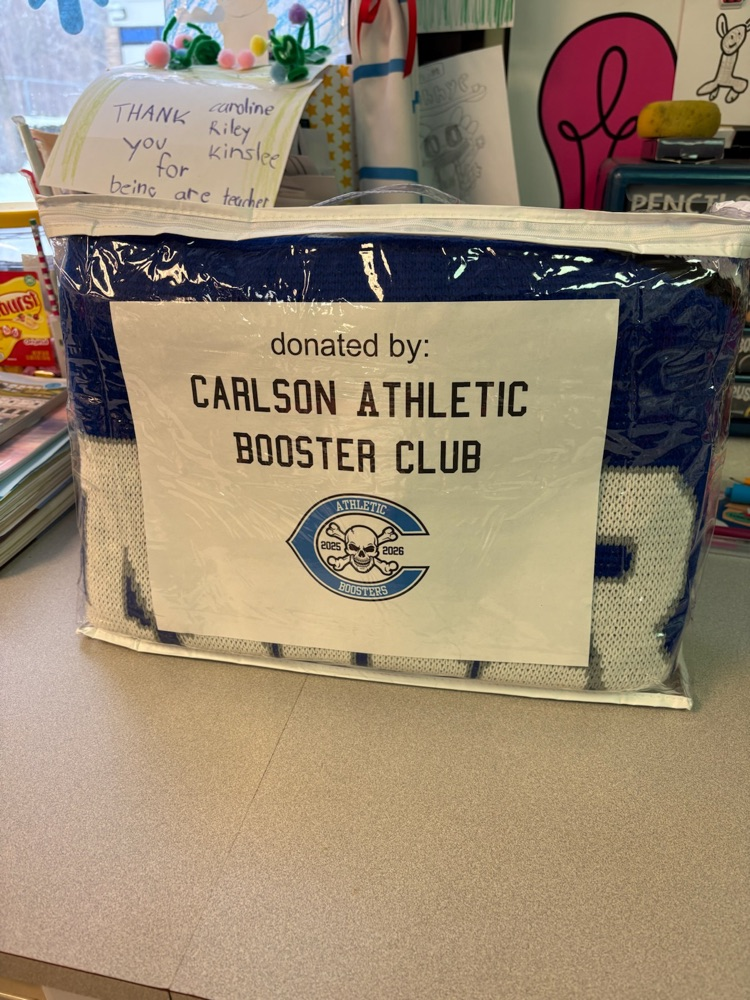 THANK
you
for
being are teacher
caroline
Riley
Kinslee
donated by:
CARLSON ATHLETIC
BOOSTER CLUB
ATHLETIC
2025 2026
BOOSTERS